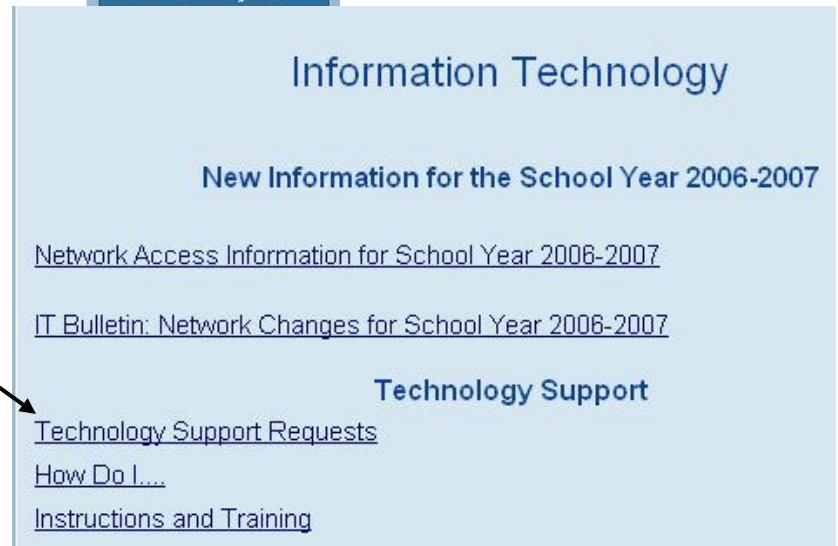 Information Technology
New Information for the School Year 2006-2007
Network Access Information for School Year 2006-2007
IT Bulletin: Network Changes for School Year 2006-2007
Technology Support
Technology Support Requests
How Do I....
Instructions and Training